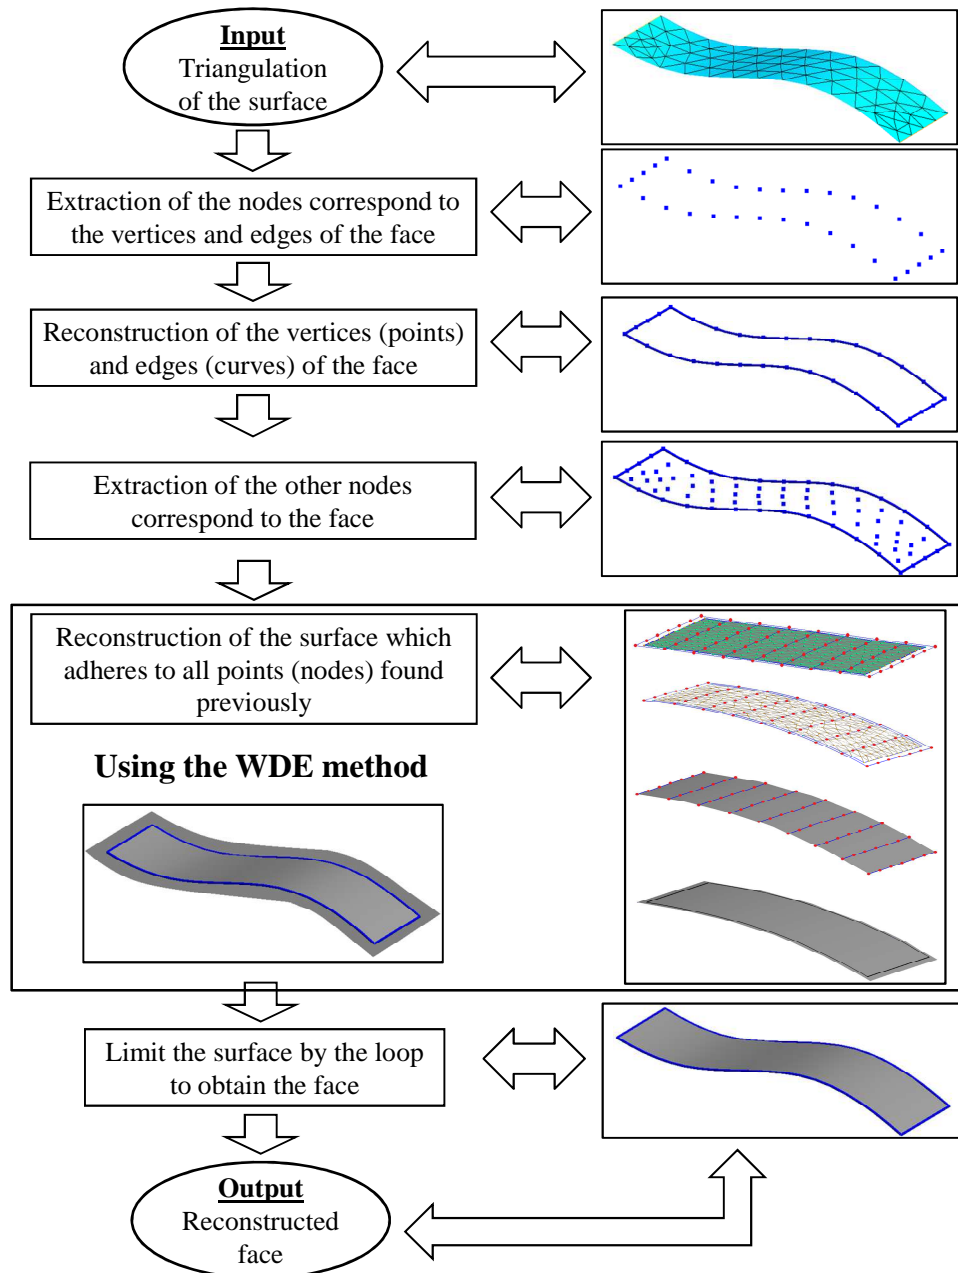 Input
Triangulation
of the surface
Extraction of the nodes correspond to
the vertices and edges of the face
Reconstruction of the vertices (points)
and edges (curves) of the face
Extraction of the other nodes
correspond to the face
Reconstruction of the surface which
adheres to all points (nodes) found
previously
Using the WDE method
Limit the surface by the loop
to obtain the face
Output
Reconstructed
face